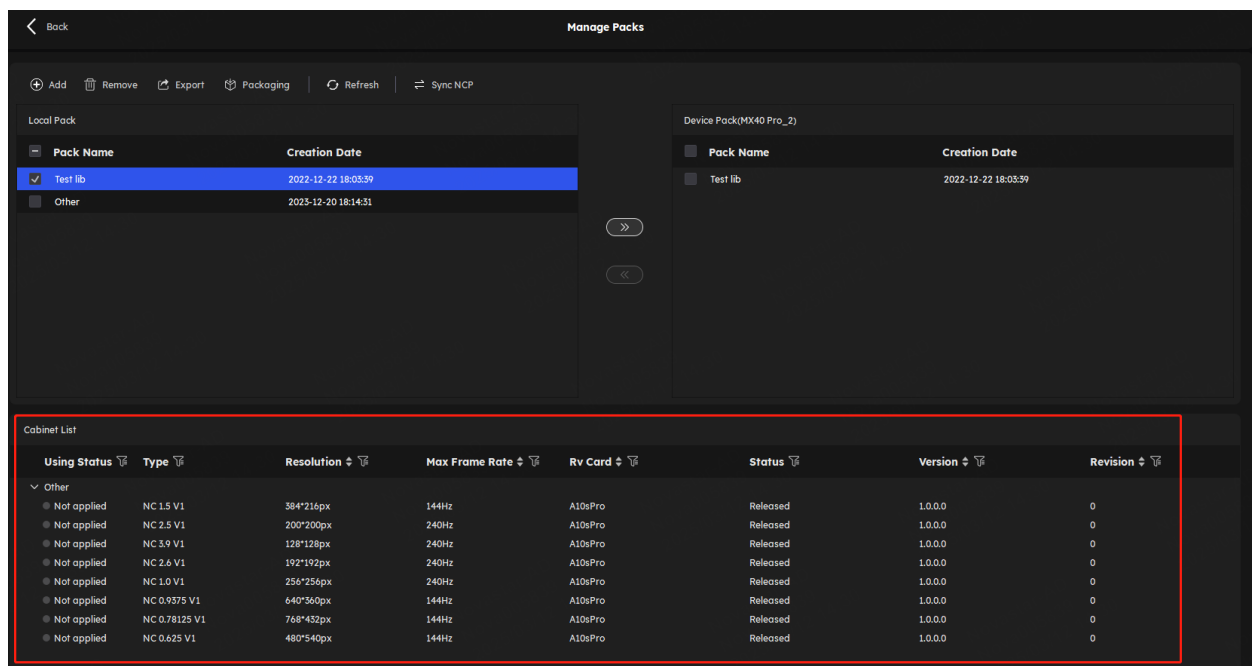 Back Manage Packs
Add Remove Export Packaging Refresh Sync NCP
Local Pack Device Pack(MX40 Pro_2)
Pack Name Creation Date Pack Name Creation Date
Test lib 2022-12-22 18:03:39 Test lib 2022-12-22 18:03:39
Other 2023-12-20 18:14:31
Cabinet List
Using Status Type Resolution Max Frame Rate Rv Card Status Version Revision
Other
Not applied NC 1.5 V1 384*216px 144Hz A10sPro Released 1.0.0.0 0
Not applied NC 2.5 V1 200*200px 240Hz A10sPro Released 1.0.0.0 0
Not applied NC 3.9 V1 128*128px 240Hz A10sPro Released 1.0.0.0 0
Not applied NC 2.6 V1 192*192px 240Hz A10sPro Released 1.0.0.0 0
Not applied NC 1.0 V1 256*256px 240Hz A10sPro Released 1.0.0.0 0
Not applied NC 0.9375 V1 640*360px 144Hz A10sPro Released 1.0.0.0 0
Not applied NC 0.78125 V1 768*432px 144Hz A10sPro Released 1.0.0.0 0
Not applied NC 0.625 V1 480*540px 144Hz A10sPro Released 1.0.0.0 0